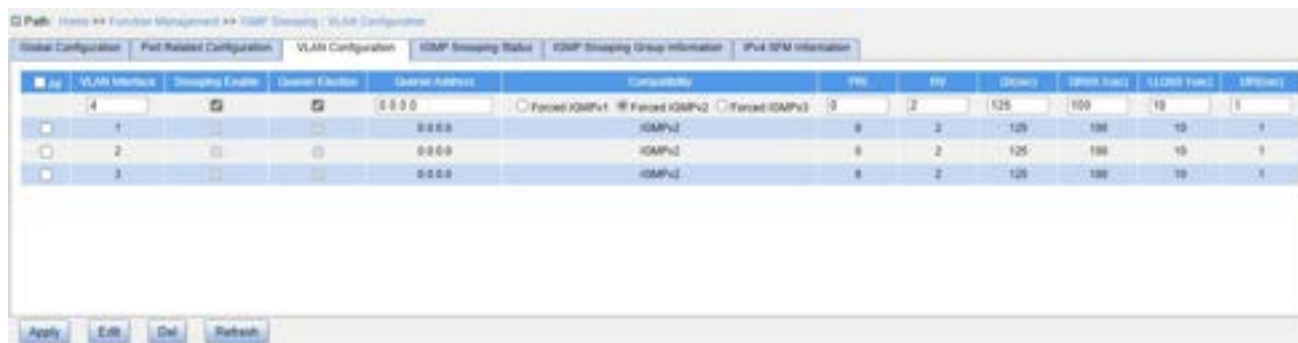 Path: Home >> Function Management >> IGMP Snooping : VLAN Configuration
Global Configuration Port Related Configuration VLAN Configuration IGMP Snooping Status IGMP Snooping Group Information IPv4 SFM Information
All VLAN Interface Snooping Enable Querier Election Querier Address Compatibility PRI RV QI(sec) QRI(0.1sec) LLQI(0.1sec) URI(sec)
4 0.0.0.0 Forced IGMPv1 Forced IGMPv2 Forced IGMPv3 0 2 125 100 10 1
1 0.0.0.0 IGMPv2 0 2 125 100 10 1
2 0.0.0.0 IGMPv2 0 2 125 100 10 1
3 0.0.0.0 IGMPv2 0 2 125 100 10 1
Apply Edit Del Refresh